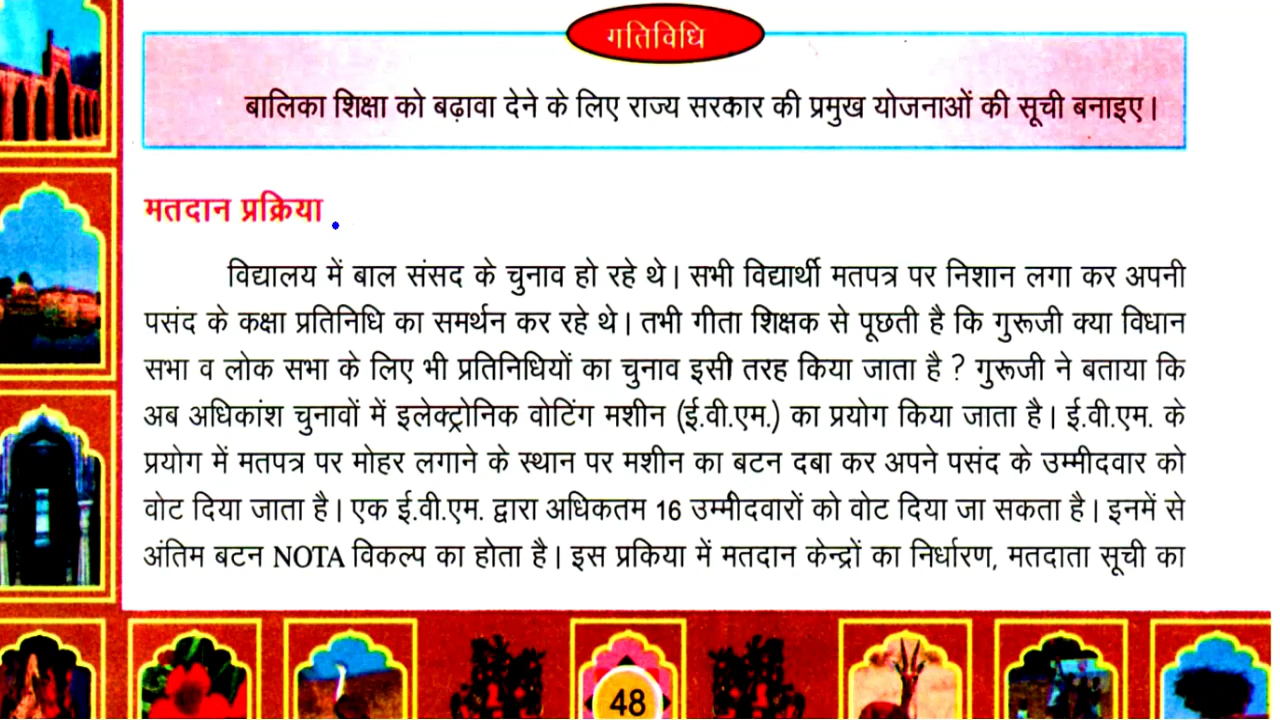 गतिविधि
बालिका शिक्षा को बढ़ावा देने के लिए राज्य सरकार की प्रमुख योजनाओं की सूची बनाइए।
मतदान प्रक्रिया
विद्यालय में बाल संसद के चुनाव हो रहे थे। सभी विद्यार्थी मतपत्र पर निशान लगा कर अपनी
पसंद के कक्षा प्रतिनिधि का समर्थन कर रहे थे। तभी गीता शिक्षक से पूछती है कि गुरूजी क्या विधान
सभा व लोक सभा के लिए भी प्रतिनिधियों का चुनाव इसी तरह किया जाता है ? गुरूजी ने बताया कि
अब अधिकांश चुनावों में इलेक्ट्रोनिक वोटिंग मशीन (ई.वी.एम.) का प्रयोग किया जाता है। ई.वी.एम. के
प्रयोग में मतपत्र पर मोहर लगाने के स्थान पर मशीन का बटन दबा कर अपने पसंद के उम्मीदवार को
वोट दिया जाता है। एक ई.वी.एम. द्वारा अधिकतम 16 उम्मीदवारों को वोट दिया जा सकता है। इनमें से
अंतिम बटन NOTA विकल्प का होता है। इस प्रकिया में मतदान केन्द्रों का निर्धारण, मतदाता सूची का
48